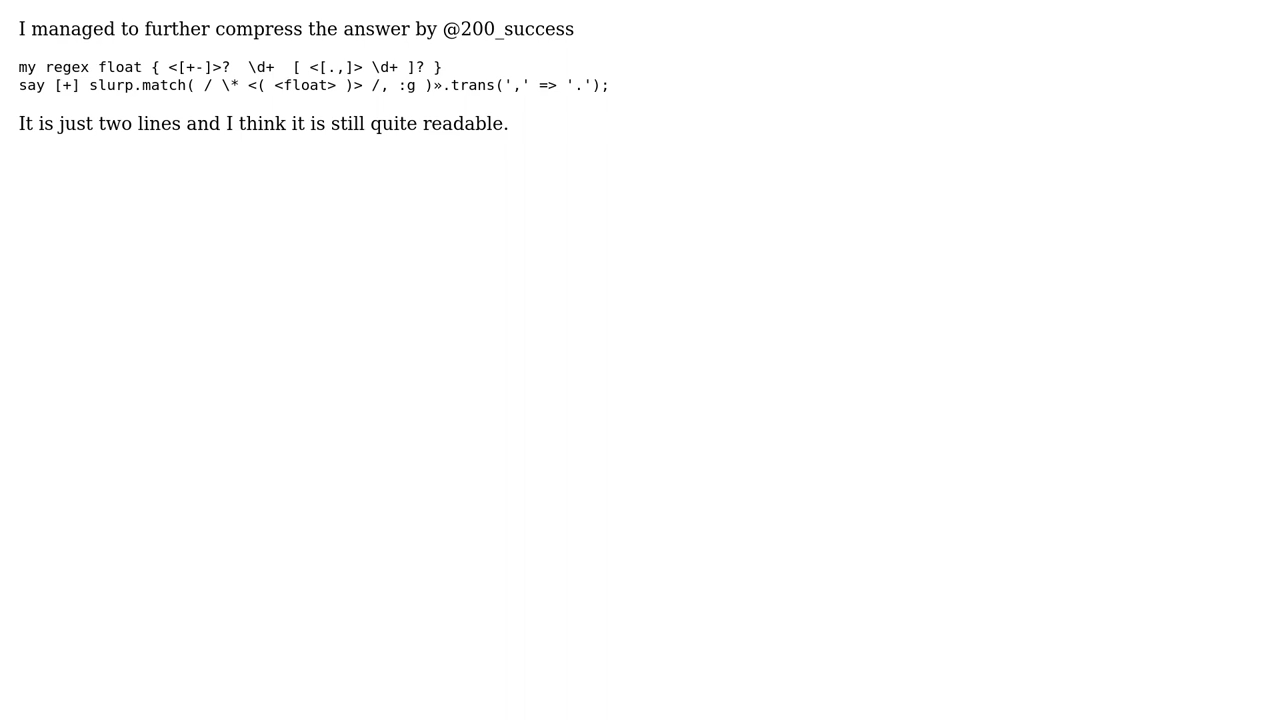 I managed to further compress the answer by @200_success
my regex float { <[+-]>?  \d+  [ <[.,]> \d+ ]? }
say [+] slurp.match( / \* <( <float> )> /, :g )».trans(',' => '.');
It is just two lines and I think it is still quite readable.